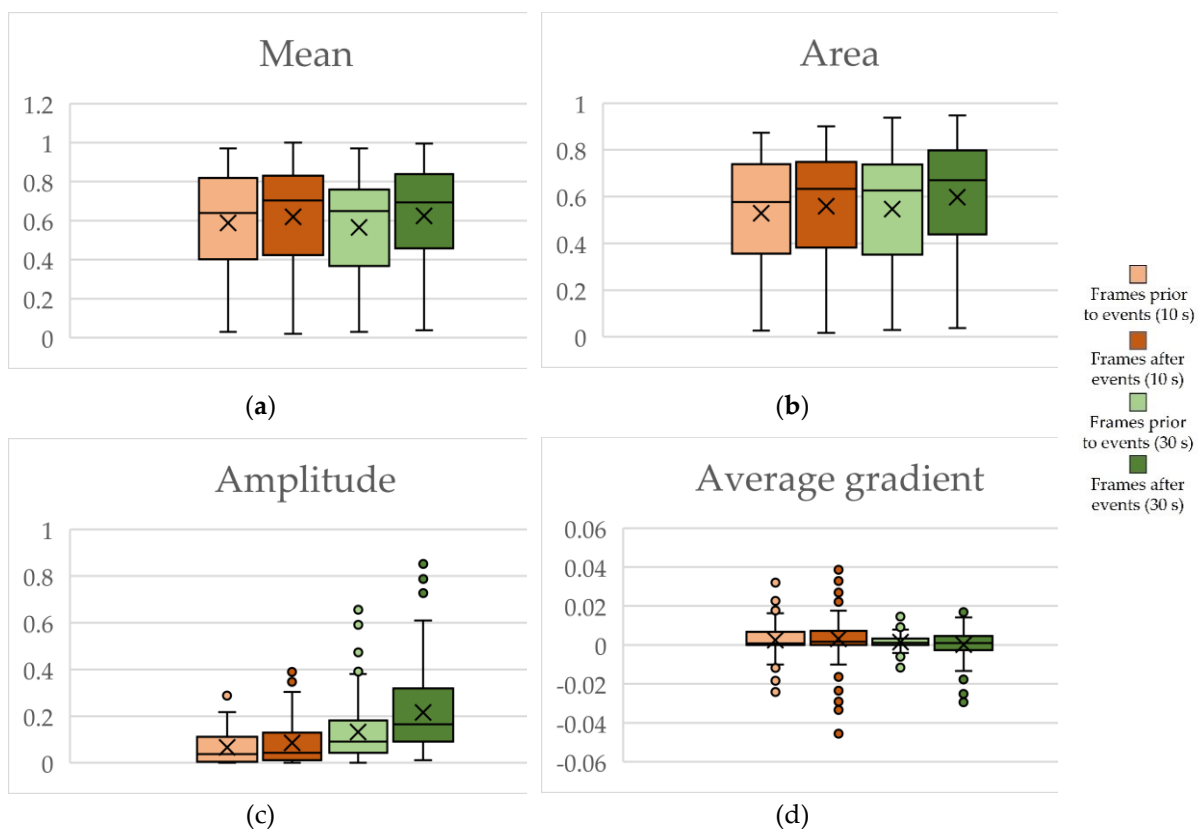 Mean
1.2
1
0.8
0.6
0.4
0.2
0
(a)
Area
1
0.8
0.6
0.4
0.2
0
(b)
Frames prior
to events (10 s)
Frames after
events (10 s)
Frames prior
to events (30 s)
Frames after
events (30 s)
Amplitude
1
0.8
0.6
0.4
0.2
0
(c)
Average gradient
0.06
0.04
0.02
0
-0.02
-0.04
-0.06
(d)